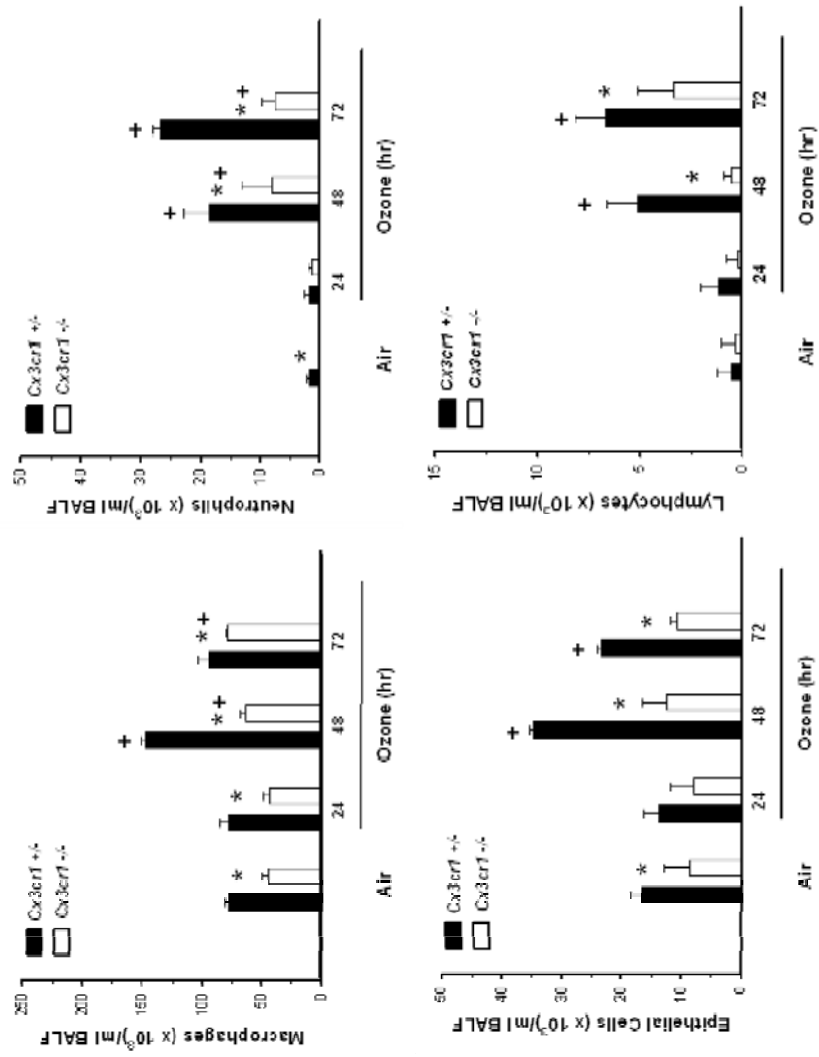 Macrophages (x 10³)/ml BALF
250
200
150
100
50
0
Cx3cr1 +/-
Cx3cr1 -/-
* * + * + * +
24 48 72
Air Ozone (hr)
Neutrophils (x 10³)/ml BALF
50
40
30
20
10
0
Cx3cr1 +/-
Cx3cr1 -/-
* + * + + * +
24 48 72
Air Ozone (hr)
Epithelial Cells (x 10³)/ml BALF
50
40
30
20
10
0
Cx3cr1 +/-
Cx3cr1 -/-
* + * + *
24 48 72
Air Ozone (hr)
Lymphocytes (x 10³)/ml BALF
15
10
5
0
Cx3cr1 +/-
Cx3cr1 -/-
+ * + *
24 48 72
Air Ozone (hr)